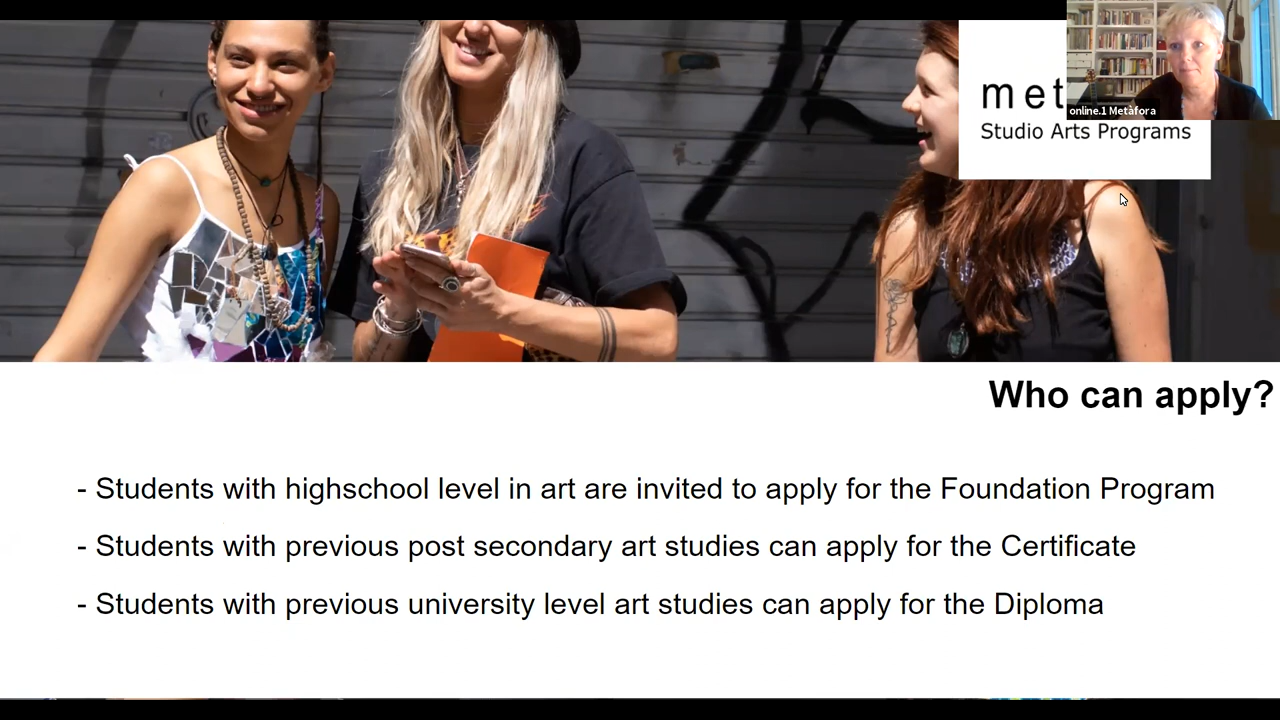 met
online.1 Metàfora
Studio Arts Programs
Who can apply?
- Students with highschool level in art are invited to apply for the Foundation Program
- Students with previous post secondary art studies can apply for the Certificate
- Students with previous university level art studies can apply for the Diploma